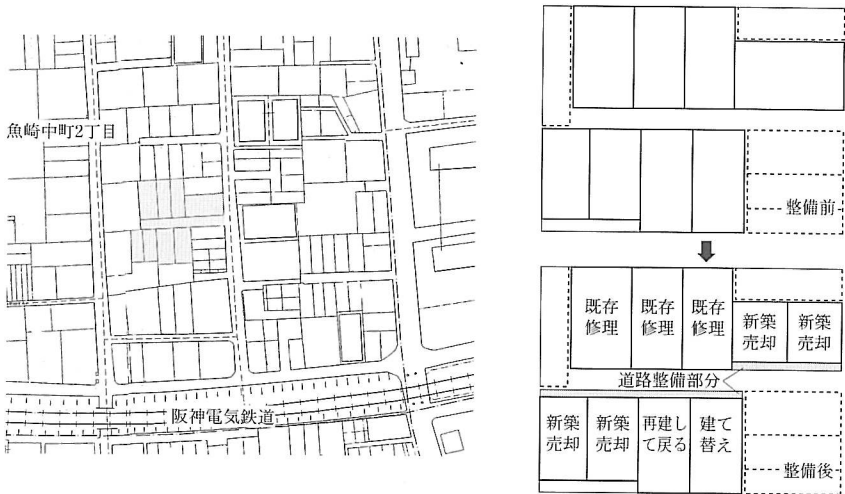 魚崎中町2丁目
阪神電気鉄道
整備前
既存
修理
既存
修理
既存
修理
新築
売却
新築
売却
道路整備部分
新築
売却
新築
売却
再建し
て戻る
建て
替え
整備後